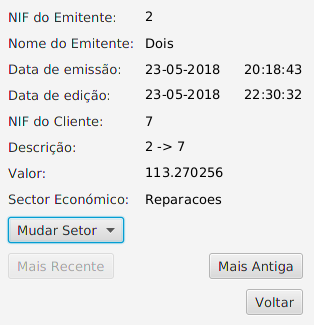 NIF do Emitente: 2
Nome do Emitente: Dois
Data de emissão: 23-05-2018 20:18:43
Data de edição: 23-05-2018 22:30:32
NIF do Cliente: 7
Descrição: 2 -> 7
Valor: 113.270256
Sector Económico: Reparacoes
Mudar Setor
Mais Recente Mais Antiga
Voltar